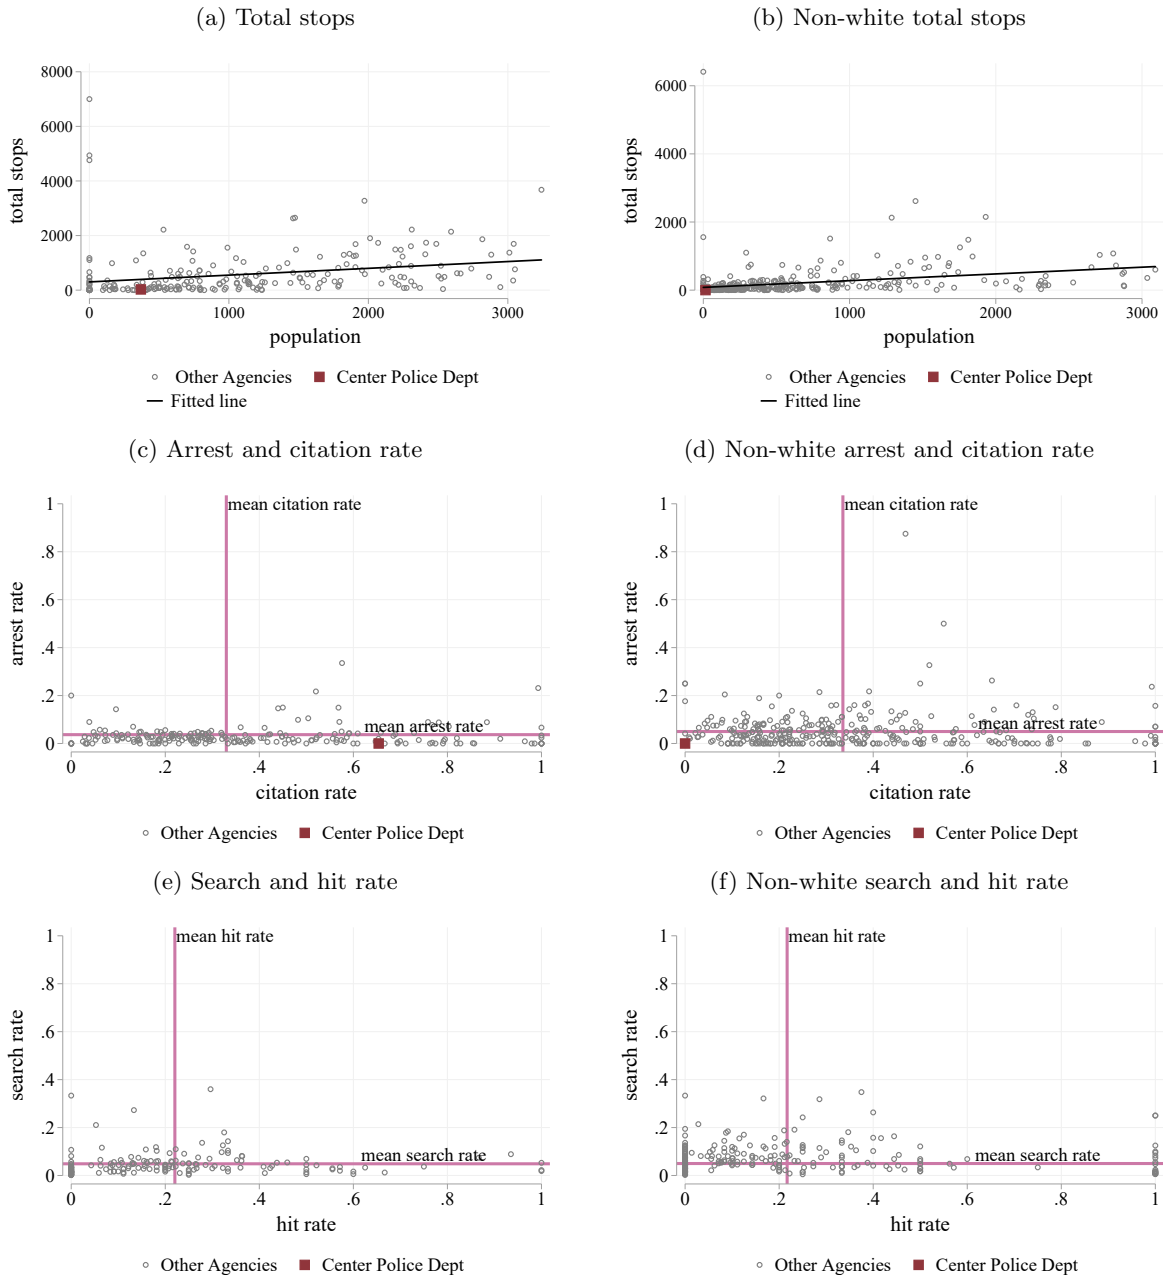 (a) Total stops
(b) Non-white total stops
8000
6000
4000
2000
0
total stops
0 1000 2000 3000
population
Other Agencies Center Police Dept
Fitted line
6000
4000
2000
0
total stops
0 1000 2000 3000
population
Other Agencies Center Police Dept
Fitted line
(c) Arrest and citation rate
(d) Non-white arrest and citation rate
1
.8
.6
.4
.2
0
arrest rate
mean citation rate
mean arrest rate
0 .2 .4 .6 .8 1
citation rate
Other Agencies Center Police Dept
1
.8
.6
.4
.2
0
arrest rate
mean citation rate
mean arrest rate
0 .2 .4 .6 .8 1
citation rate
Other Agencies Center Police Dept
(e) Search and hit rate
(f) Non-white search and hit rate
1
.8
.6
.4
.2
0
search rate
mean hit rate
mean search rate
0 .2 .4 .6 .8 1
hit rate
Other Agencies Center Police Dept
1
.8
.6
.4
.2
0
search rate
mean hit rate
mean search rate
0 .2 .4 .6 .8 1
hit rate
Other Agencies Center Police Dept